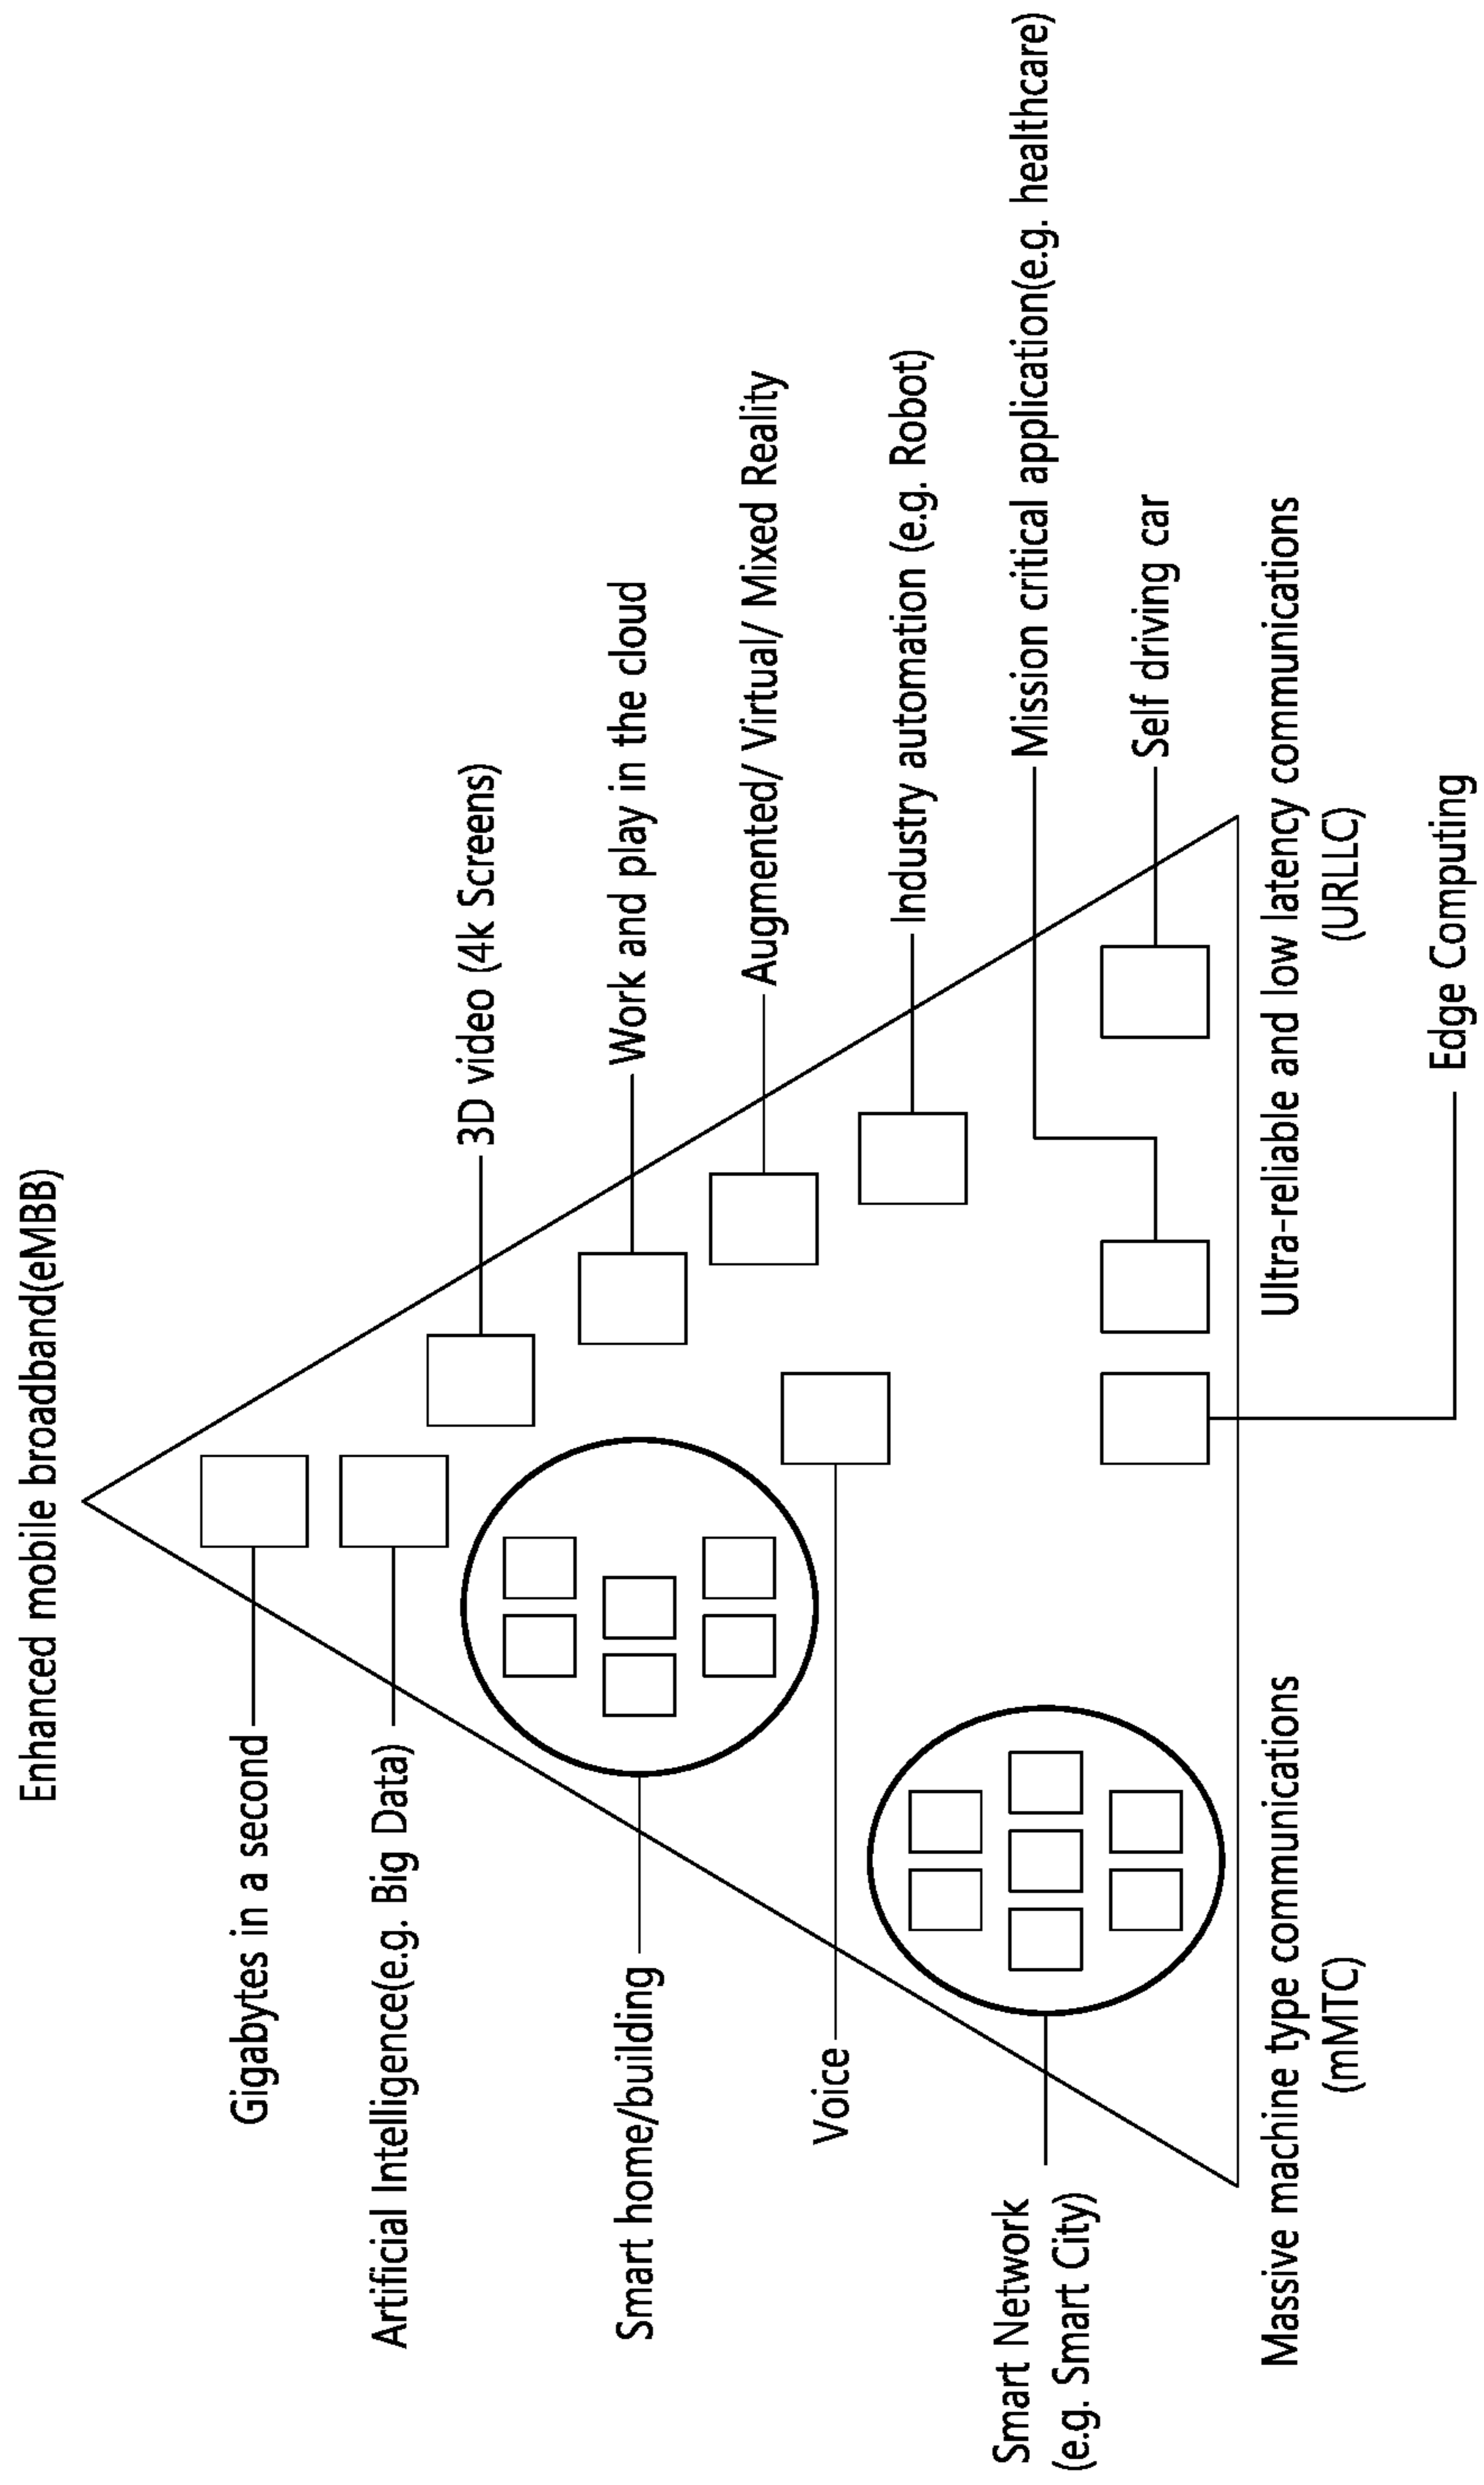 Enhanced mobile broadband(eMBB)
Gigabytes in a second
Artificial Intelligence(e.g. Big Data)
3D video (4k Screens)
Smart home/building
Work and play in the cloud
Augmented/ Virtual/ Mixed Reality
Voice
Industry automation (e.g. Robot)
Smart Network
(e.g. Smart City)
Mission critical application(e.g. healthcare)
Self driving car
Massive machine type communications
(mMTC)
Ultra-reliable and low latency communications
(URLLC)
Edge Computing